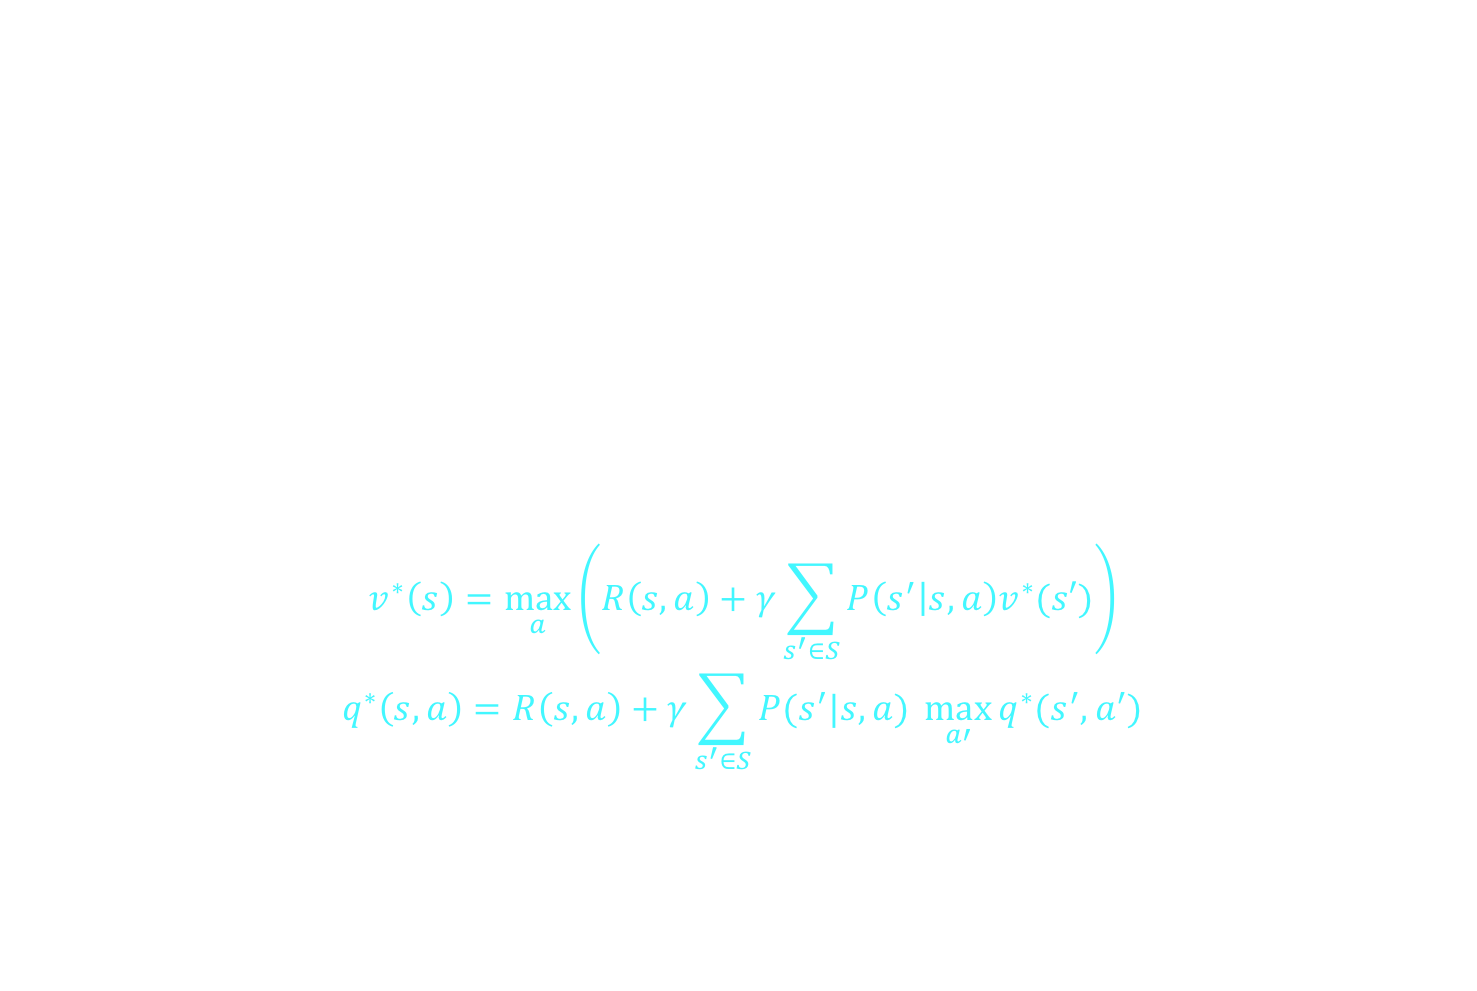 v*(s) = max_a (R(s, a) + γ ∑_{s′∈S} P(s′|s, a)v*(s′))
q*(s, a) = R(s, a) + γ ∑_{s′∈S} P(s′|s, a) max_{a′} q*(s′, a′)